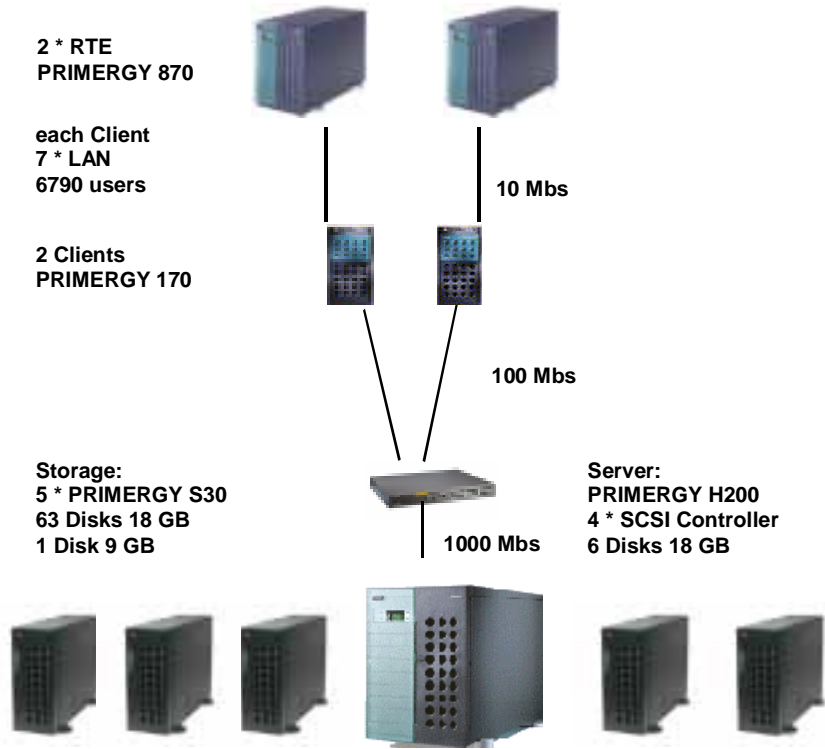 2 * RTE
PRIMERGY 870
each Client
7 * LAN
6790 users
10 Mbs
2 Clients
PRIMERGY 170
100 Mbs
Storage:
5 * PRIMERGY S30
63 Disks 18 GB
1 Disk 9 GB
Server:
PRIMERGY H200
4 * SCSI Controller
6 Disks 18 GB
1000 Mbs